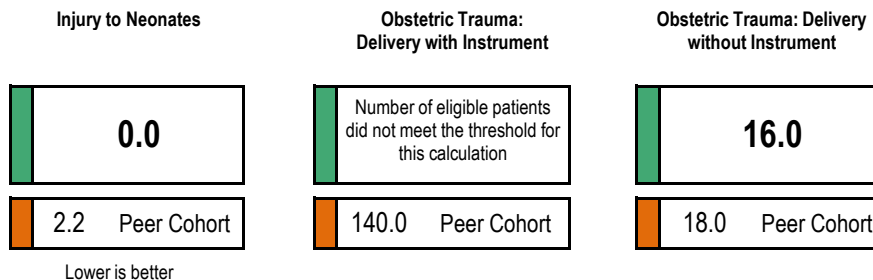 Injury to Neonates
Obstetric Trauma:
Delivery with Instrument
Obstetric Trauma: Delivery
without Instrument
0.0
Number of eligible patients
did not meet the threshold for
this calculation
16.0
2.2 Peer Cohort
140.0 Peer Cohort
18.0 Peer Cohort
Lower is better